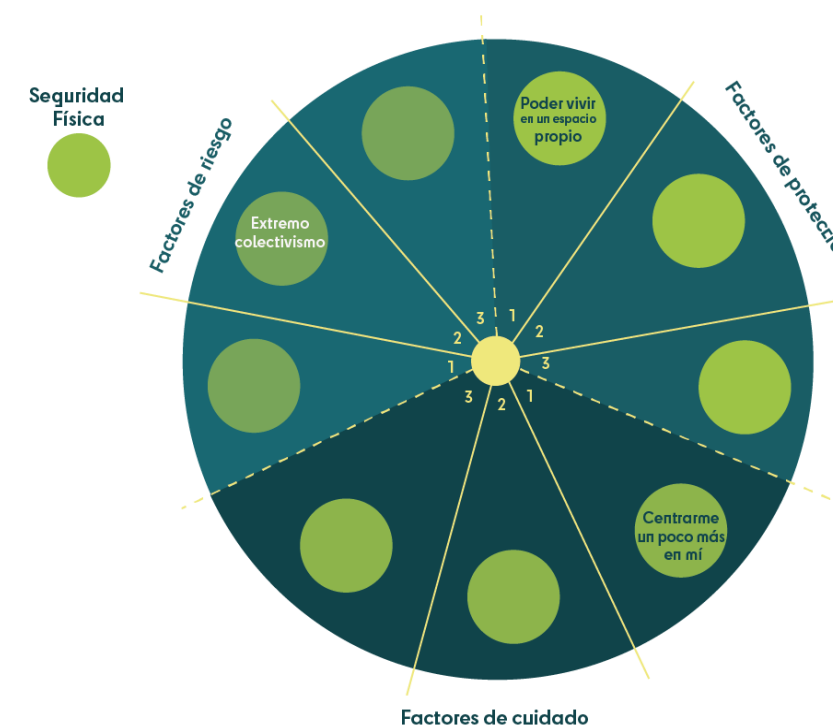 Seguridad
Física
Factores de riesgo
Factores de protecci
Poder vivir
en un espacio
propio
Extremo
colectivismo
3
1
2
2
1
3
3
2
1
Centrarme
un poco más
en mí
Factores de cuidado